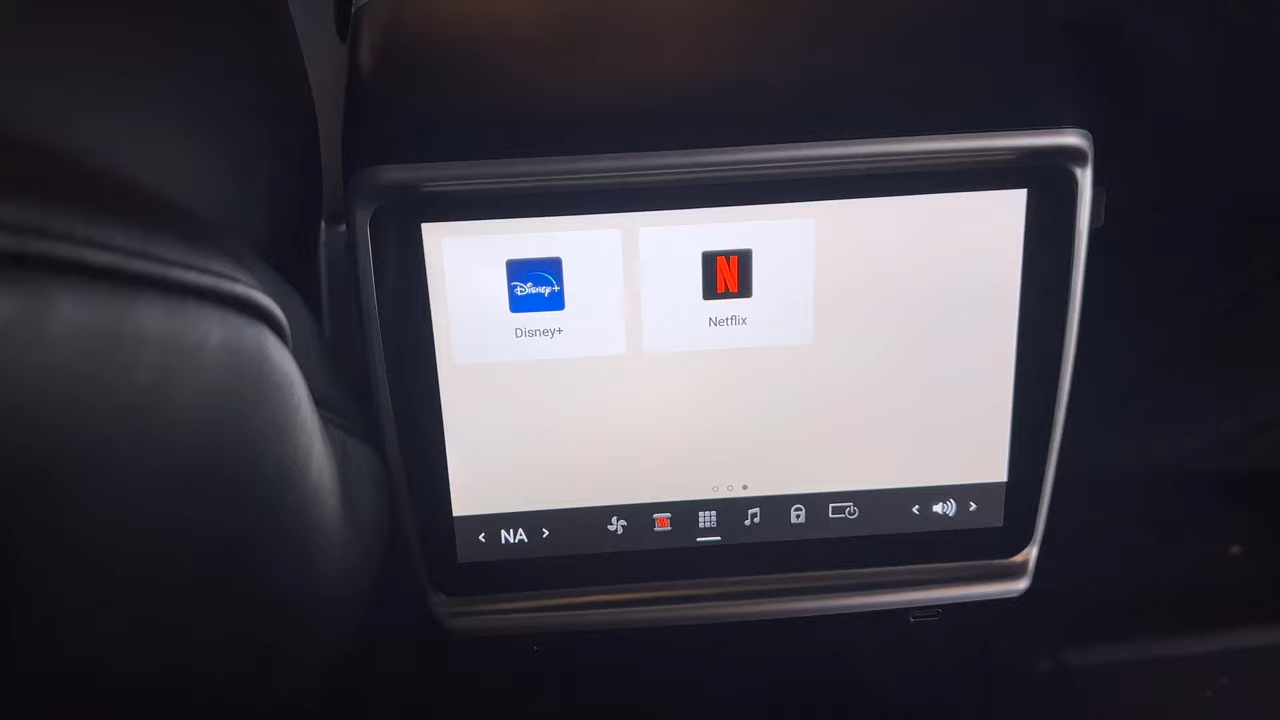 Disney+
N
Disney+
Netflix
< NA >
< >